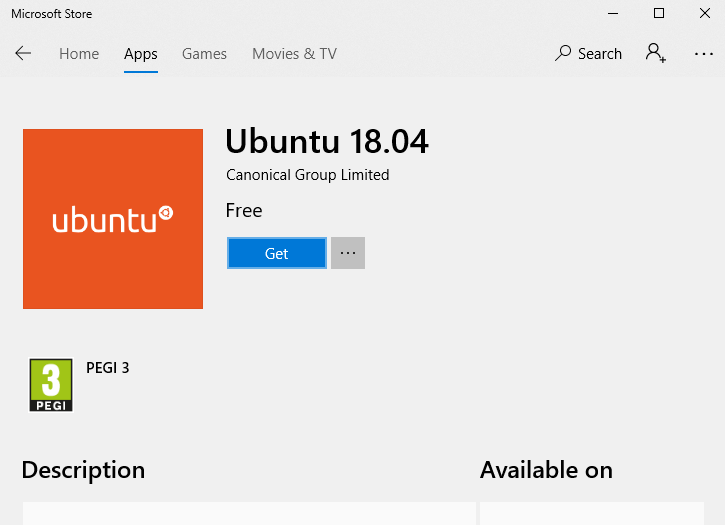 Microsoft Store
Home Apps Games Movies & TV Search
Ubuntu 18.04
Canonical Group Limited
ubuntu
Free
Get ...
3
PEGI
PEGI 3
Description Available on